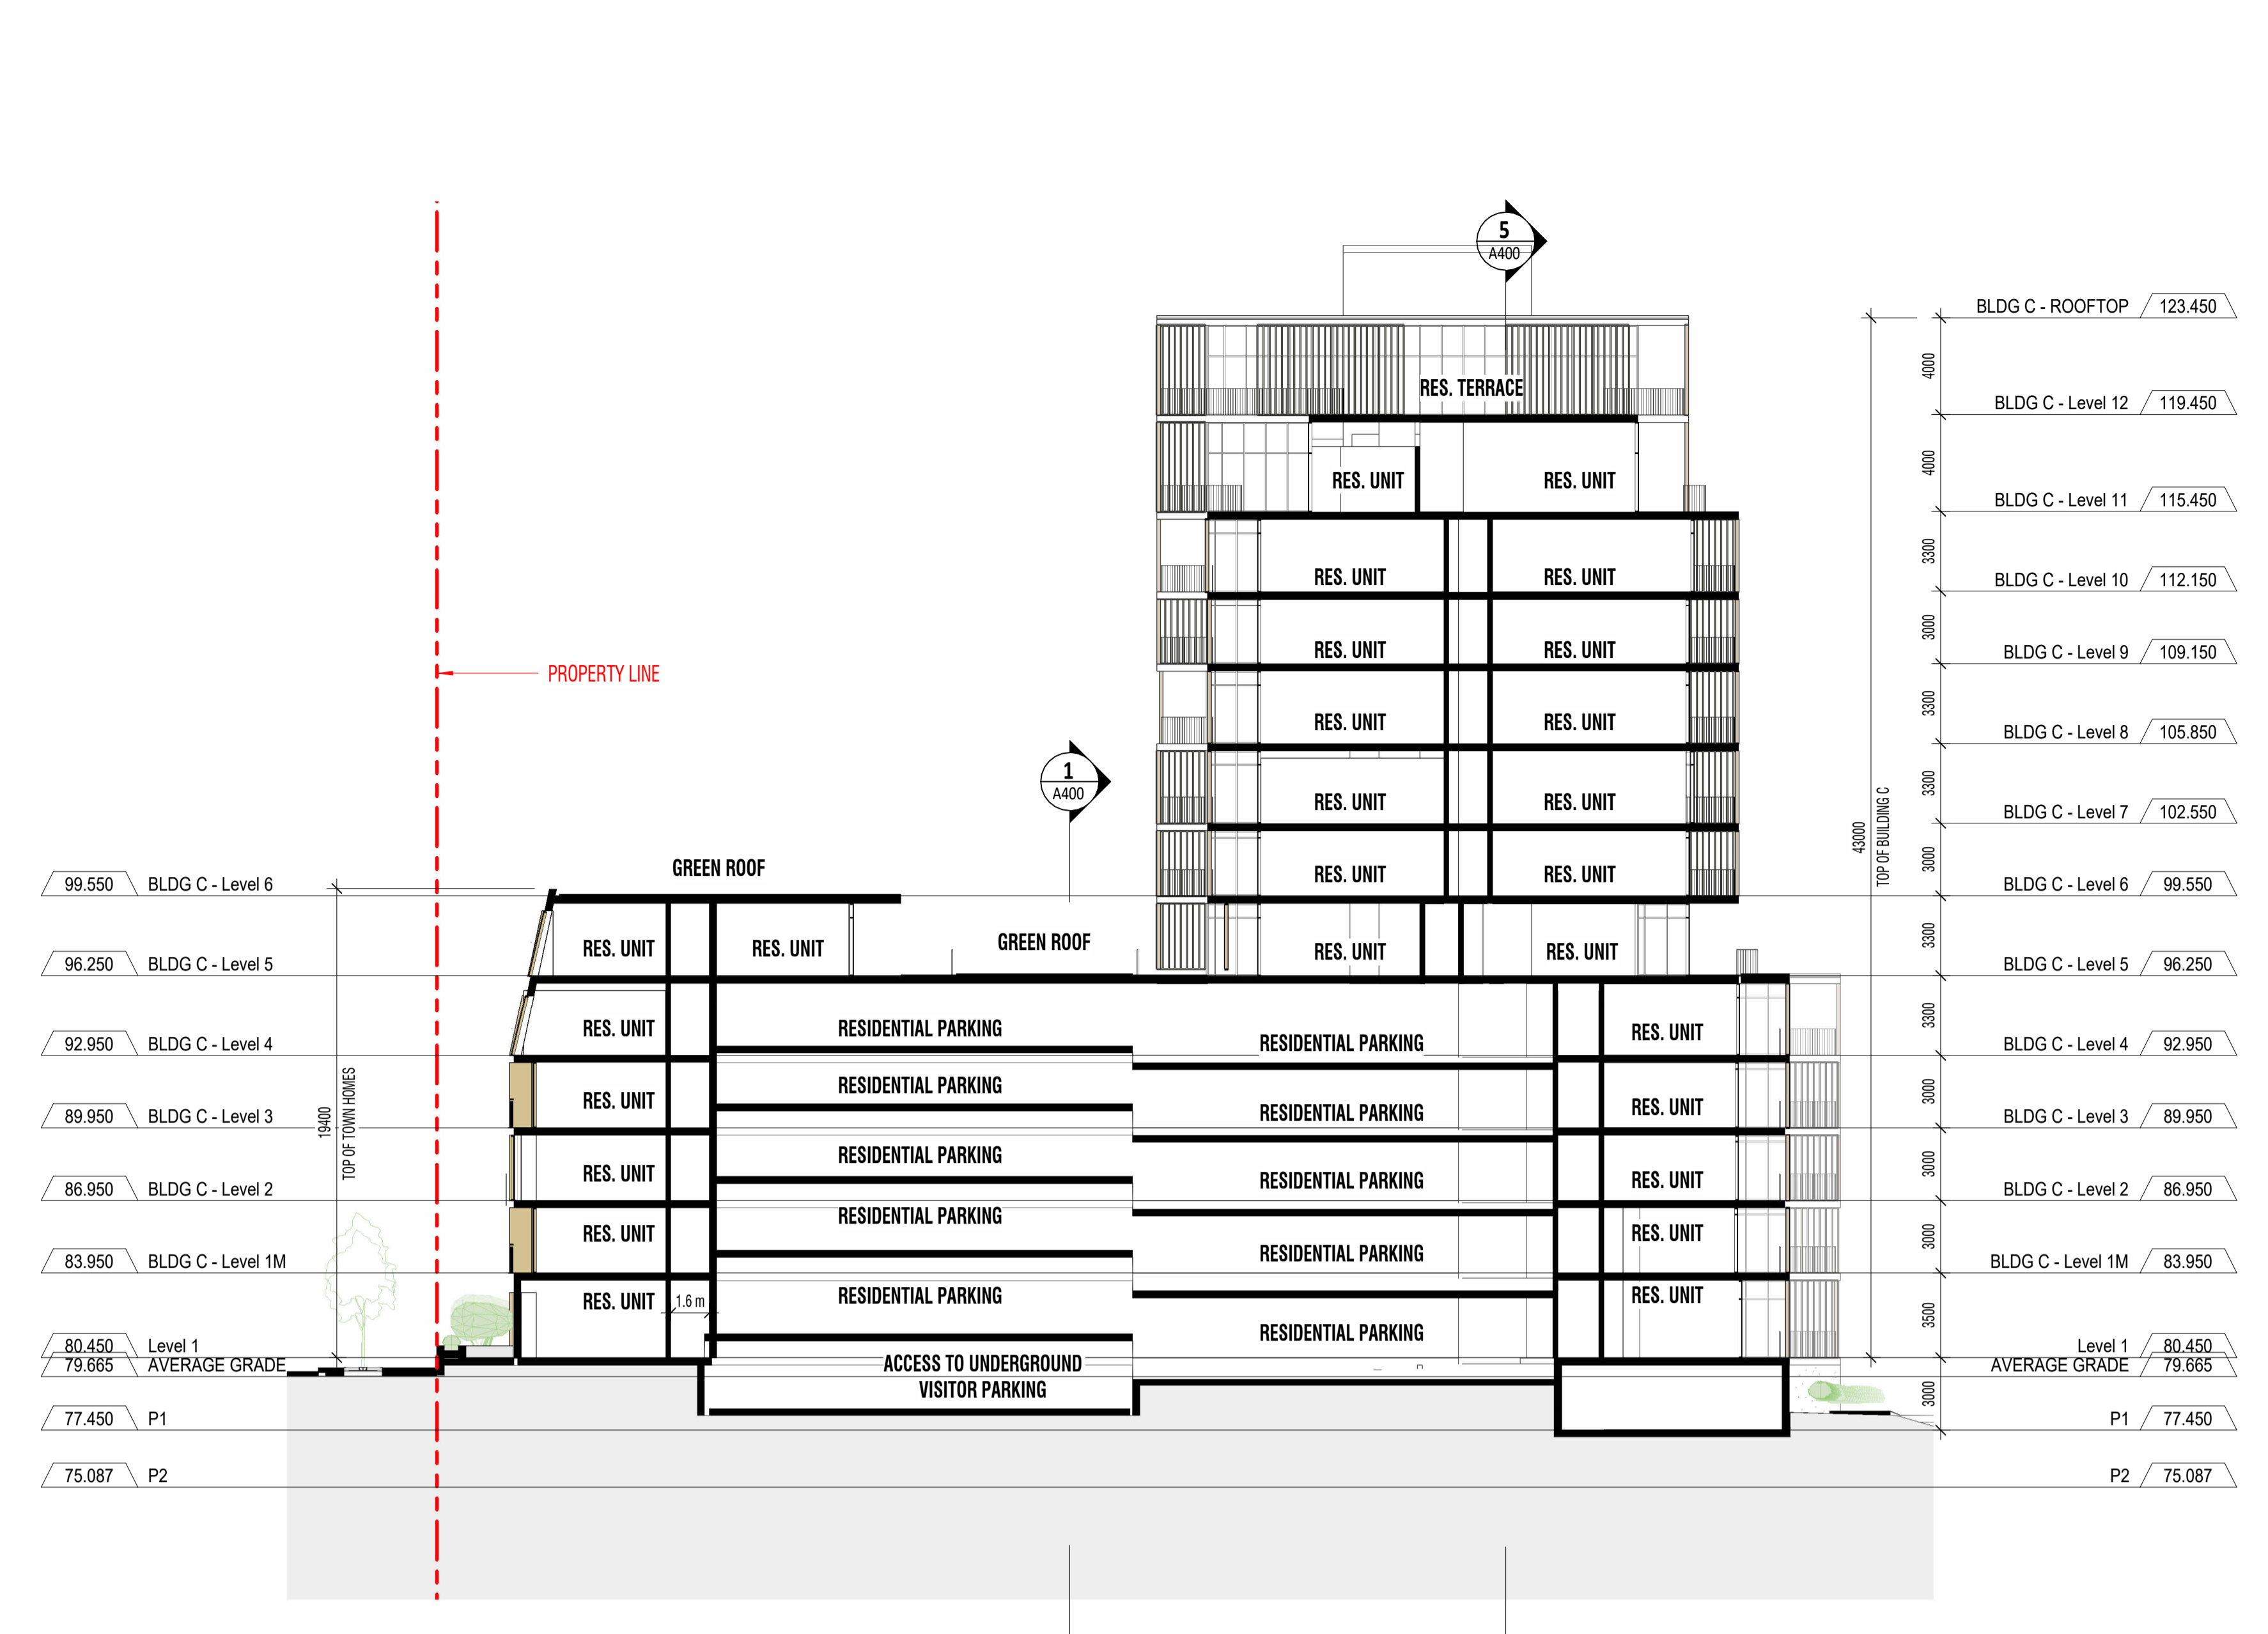 5
A400
BLDG C - ROOFTOP 123.450
4000
RES. TERRACE
BLDG C - Level 12 119.450
4000
RES. UNIT RES. UNIT
BLDG C - Level 11 115.450
3300
RES. UNIT RES. UNIT
BLDG C - Level 10 112.150
3000
RES. UNIT RES. UNIT
BLDG C - Level 9 109.150
PROPERTY LINE
3300
RES. UNIT RES. UNIT
BLDG C - Level 8 105.850
1
A400
3300
RES. UNIT RES. UNIT
BLDG C - Level 7 102.550
43000
TOP OF BUILDING C
3000
GREEN ROOF
RES. UNIT RES. UNIT
99.550 BLDG C - Level 6
BLDG C - Level 6 99.550
3300
RES. UNIT RES. UNIT GREEN ROOF RES. UNIT RES. UNIT
96.250 BLDG C - Level 5
BLDG C - Level 5 96.250
3300
RES. UNIT RESIDENTIAL PARKING RESIDENTIAL PARKING RES. UNIT
92.950 BLDG C - Level 4
BLDG C - Level 4 92.950
19400
TOP OF TOWN HOMES
3000
RES. UNIT RESIDENTIAL PARKING RESIDENTIAL PARKING RES. UNIT
89.950 BLDG C - Level 3
BLDG C - Level 3 89.950
3000
RES. UNIT RESIDENTIAL PARKING RESIDENTIAL PARKING RES. UNIT
86.950 BLDG C - Level 2
BLDG C - Level 2 86.950
3000
RES. UNIT RESIDENTIAL PARKING RESIDENTIAL PARKING RES. UNIT
83.950 BLDG C - Level 1M
BLDG C - Level 1M 83.950
3500
RES. UNIT 1.6 m RESIDENTIAL PARKING RESIDENTIAL PARKING RES. UNIT
80.450 Level 1
Level 1 80.450
79.665 AVERAGE GRADE
AVERAGE GRADE 79.665
ACCESS TO UNDERGROUND
VISITOR PARKING
3000
77.450 P1
P1 77.450
75.087 P2
P2 75.087